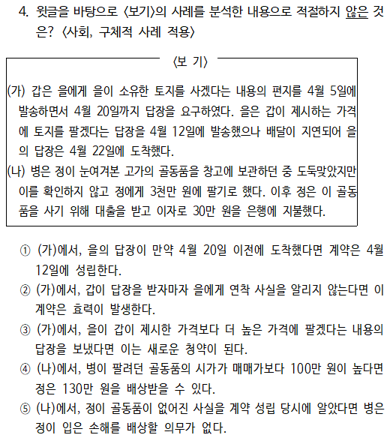 4. 윗글을 바탕으로 <보기>의 사례를 분석한 내용으로 적절하지 않은 것
은? <사회, 구체적 사례 적용>
<보 기>
(가) 갑은 을에게 을이 소유한 토지를 사겠다는 내용의 편지를 4월 5일에
발송하면서 4월 20일까지 답장을 요구하였다. 을은 갑이 제시하는 가격
에 토지를 팔겠다는 답장을 4월 12일에 발송했으나 배달이 지연되어 을
의 답장은 4월 22일에 도착했다.
(나) 병은 정이 눈여겨본 고가의 골동품을 창고에 보관하던 중 도둑맞았지만
이를 확인하지 않고 정에게 3천만 원에 팔기로 했다. 이후 정은 이 골동
품을 사기 위해 대출을 받고 이자로 30만 원을 은행에 지불했다.
① (가)에서, 을의 답장이 만약 4월 20일 이전에 도착했다면 계약은 4월
12일에 성립한다.
② (가)에서, 갑이 답장을 받자마자 을에게 연착 사실을 알리지 않는다면 이
계약은 효력이 발생한다.
③ (가)에서, 을이 갑이 제시한 가격보다 더 높은 가격에 팔겠다는 내용의
답장을 보냈다면 이는 새로운 청약이 된다.
④ (나)에서, 병이 팔려던 골동품의 시가가 매매가보다 100만 원이 높다면
정은 130만 원을 배상받을 수 있다.
⑤ (나)에서, 정이 골동품이 없어진 사실을 계약 성립 당시에 알았다면 병은
정이 입은 손해를 배상할 의무가 없다.